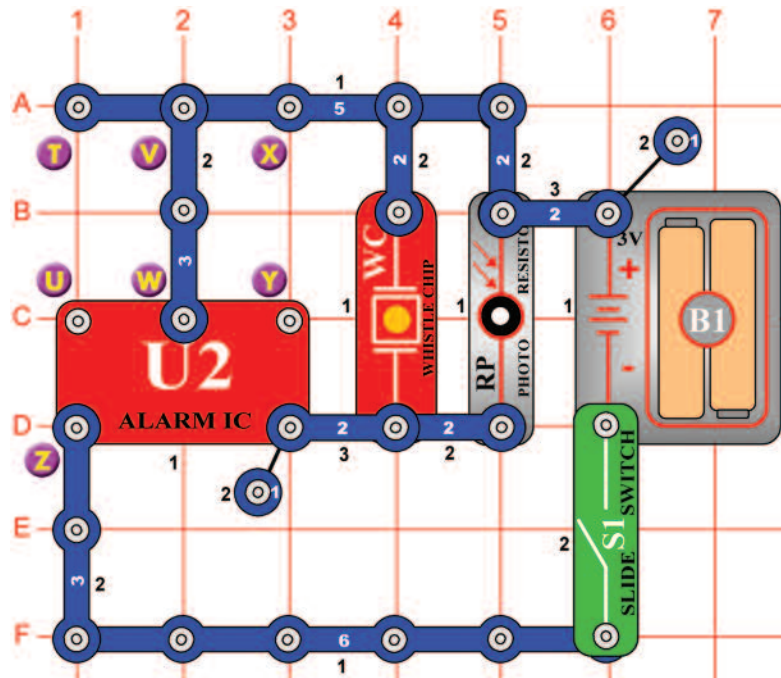 1 2 3 4 5 6 7
A
1
5
T V X
2 2 2 2
2 1
3
2
B
WC
WHISTLE CHIP
RESISTO
3V
+
3
U W Y
C
1 1 1
U2
ALARM IC
RP
PHOTO
B1
-
D
2 2
3 2
Z
1
2 1
E
2
S1
SLIDE SWITCH
3 2
F
6
1